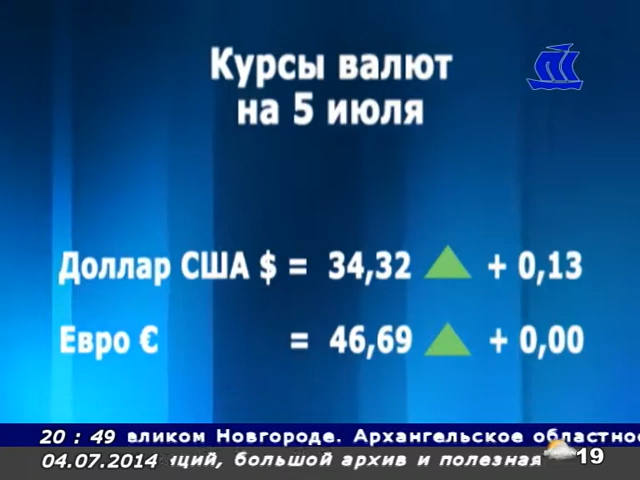 Курсы валют
на 5 июля
Доллар США $ = 34,32 + 0,13
Евро € = 46,69 + 0,00
20 : 49 еликом Новгороде. Архангельское областное
04.07.2014 ций, большой архив и полезная 19